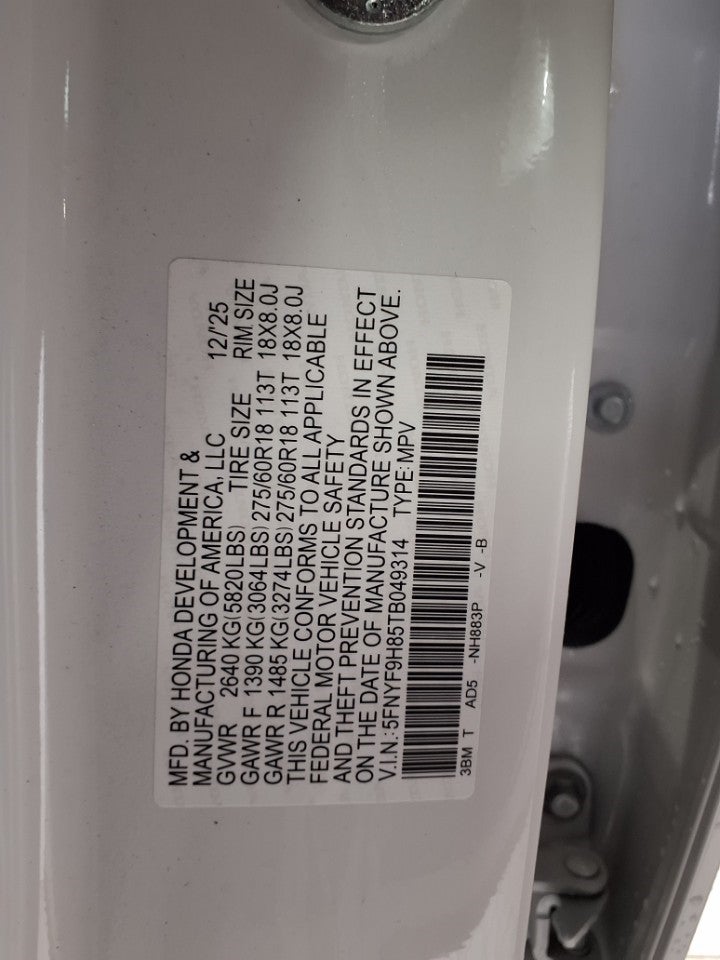 MFD. BY HONDA DEVELOPMENT &
MANUFACTURING OF AMERICA, LLC 12/'25
GVWR 2640 KG(5820LBS) TIRE SIZE RIM SIZE
GAWR F 1390 KG(3064LBS) 275/60R18 113T 18X8.0J
GAWR R 1485 KG(3274LBS) 275/60R18 113T 18X8.0J
THIS VEHICLE CONFORMS TO ALL APPLICABLE
FEDERAL MOTOR VEHICLE SAFETY
AND THEFT PREVENTION STANDARDS IN EFFECT
ON THE DATE OF MANUFACTURE SHOWN ABOVE.
V.I.N.: 5FNYF9H85TB049314 TYPE: MPV
3BM T AD5 -NH883P -V -B